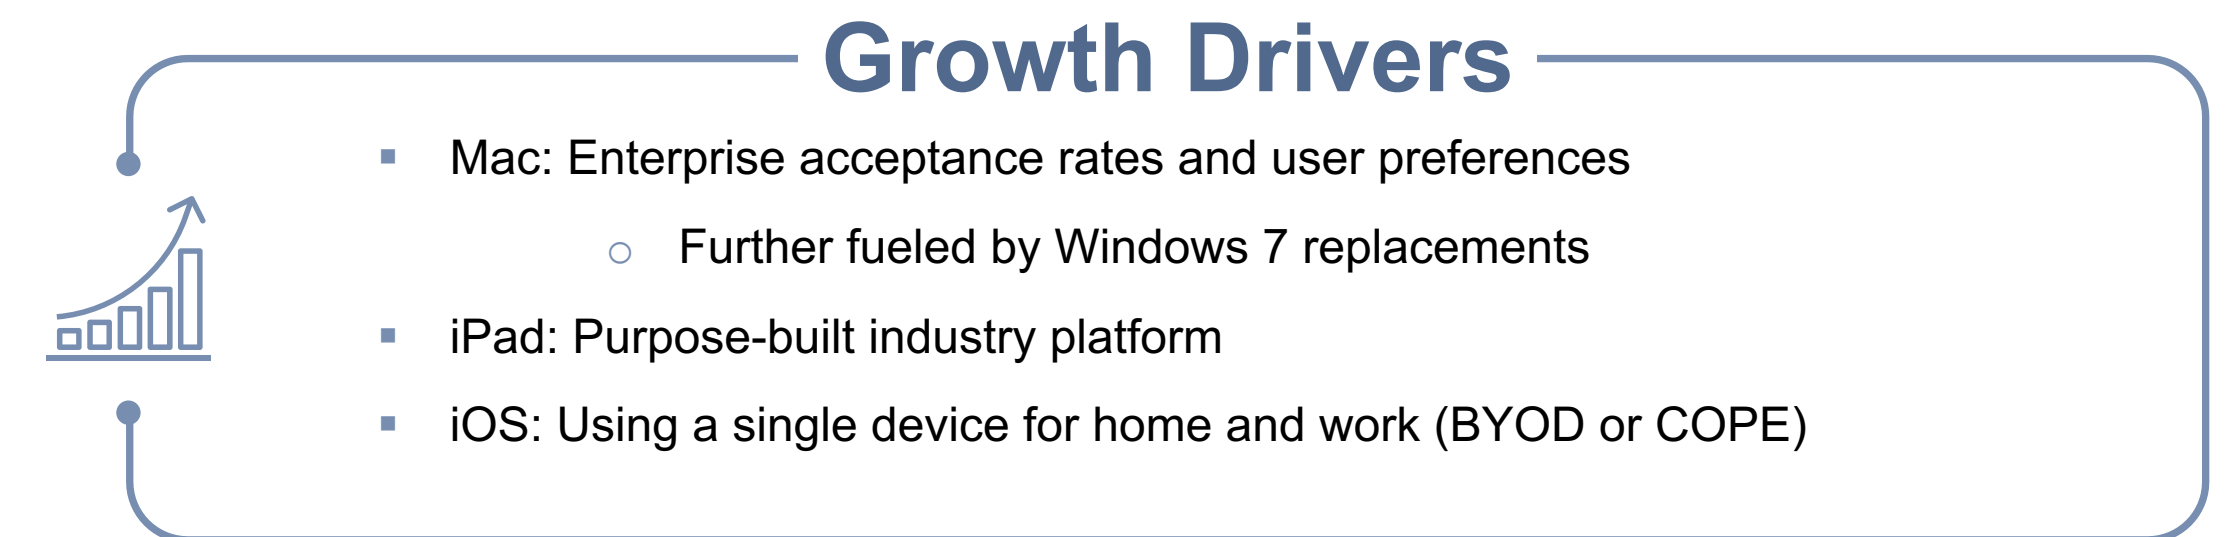 Growth Drivers
Mac: Enterprise acceptance rates and user preferences
Further fueled by Windows 7 replacements
iPad: Purpose-built industry platform
iOS: Using a single device for home and work (BYOD or COPE)